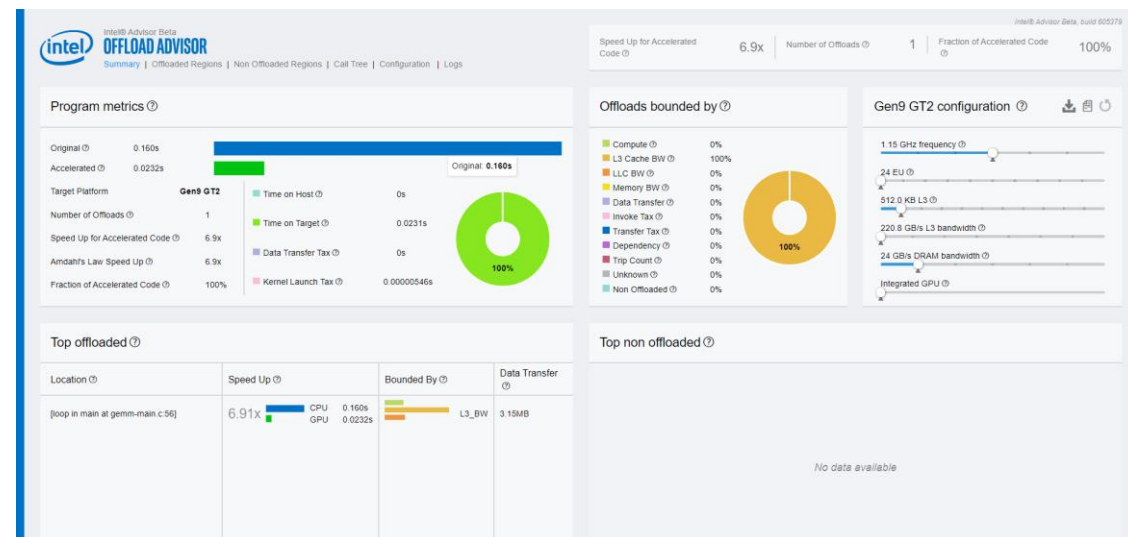 Intel® Advisor Beta, build 605379
intel
Intel® Advisor Beta
OFFLOAD ADVISOR
Summary | Offloaded Regions | Non Offloaded Regions | Call Tree | Configuration | Logs
Speed Up for Accelerated Code 6.9x
Number of Offloads 1
Fraction of Accelerated Code 100%
Program metrics
Original 0.160s
Accelerated 0.0232s
Original: 0.160s
Target Platform Gen9 GT2
Number of Offloads 1
Speed Up for Accelerated Code 6.9x
Amdahl's Law Speed Up 6.9x
Fraction of Accelerated Code 100%
Time on Host 0s
Time on Target 0.0231s
Data Transfer Tax 0s
Kernel Launch Tax 0.00000546s
100%
Offloads bounded by
Compute 0%
L3 Cache BW 100%
LLC BW 0%
Memory BW 0%
Data Transfer 0%
Invoke Tax 0%
Transfer Tax 0%
Dependency 0%
Trip Count 0%
Unknown 0%
Non Offloaded 0%
100%
Gen9 GT2 configuration
1.15 GHz frequency
24 EU
512.0 KB L3
220.8 GB/s L3 bandwidth
24 GB/s DRAM bandwidth
Integrated GPU
Top offloaded
Location Speed Up Bounded By Data Transfer
[loop in main at gemm-main.c:56] 6.91x CPU 0.160s L3_BW 3.15MB
GPU 0.0232s
Top non offloaded
No data available